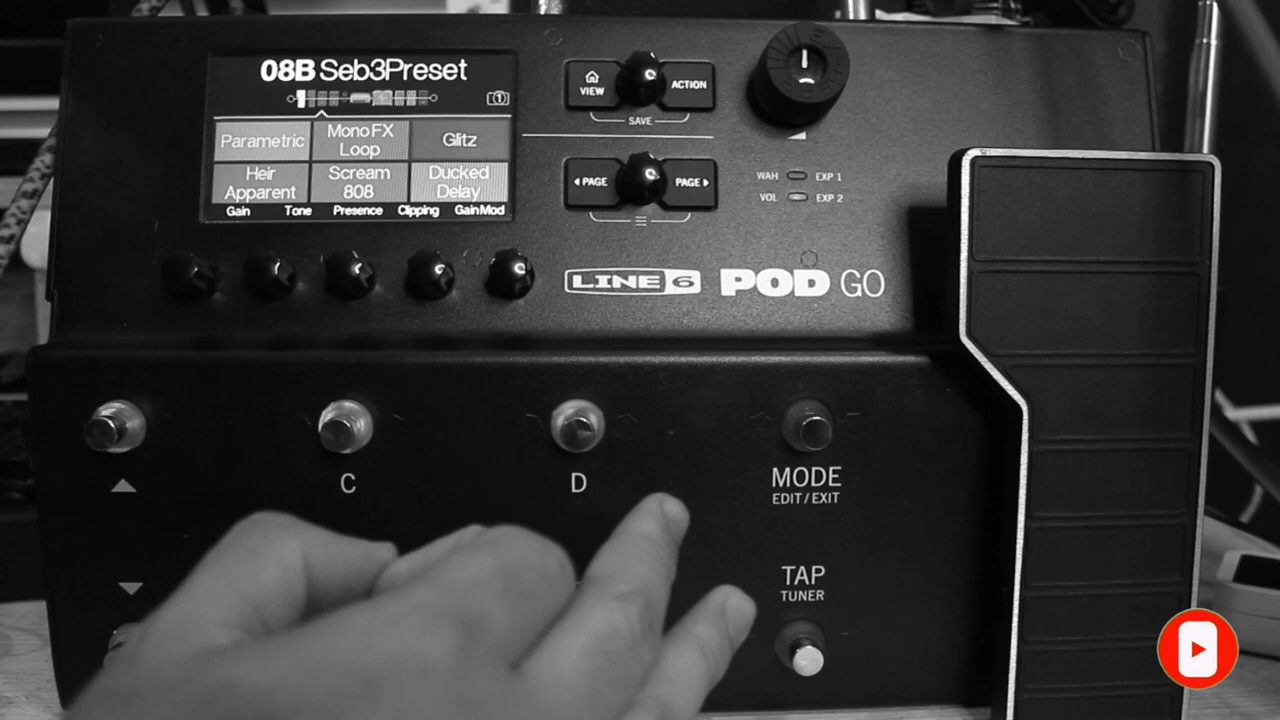 08B Seb3Preset
1
Parametric
Mono FX
Loop
Glitz
Heir
Apparent
Scream
808
Ducked
Delay
Gain Tone Presence Clipping GainMod
VIEW
ACTION
SAVE
PAGE
PAGE
WAH EXP 1
VOL EXP 2
LINE 6 POD GO
C
D
MODE
EDIT / EXIT
TAP
TUNER